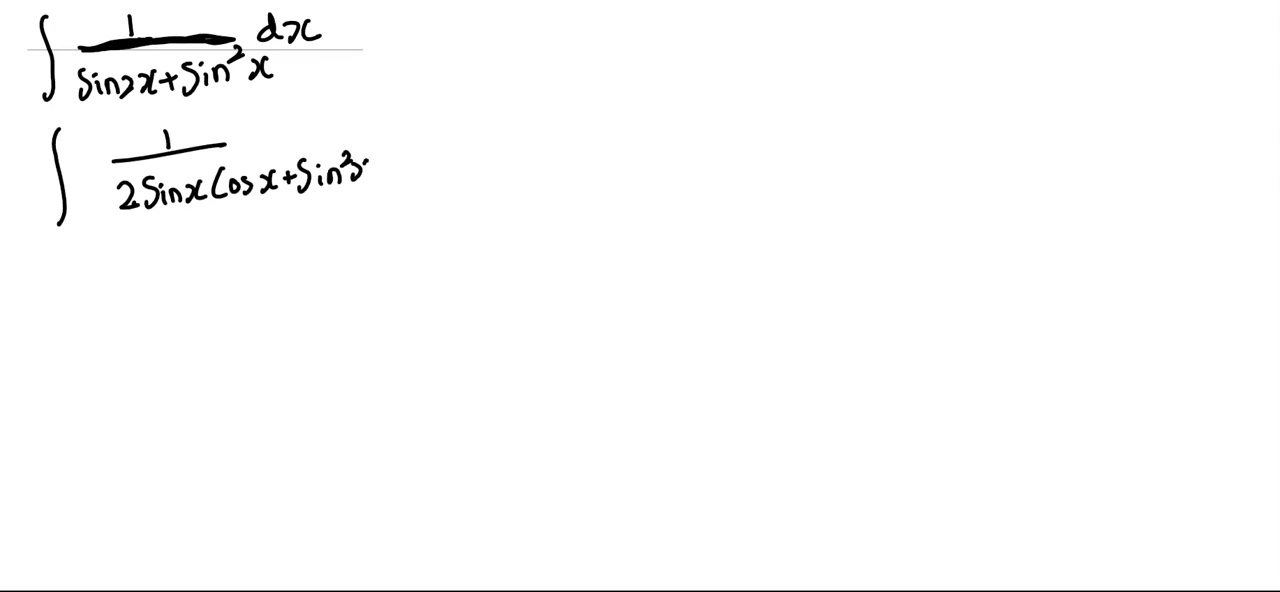 ∫ 1/(sin2x+sin²x) dx
∫ 1/(2sinx cosx+sin²x